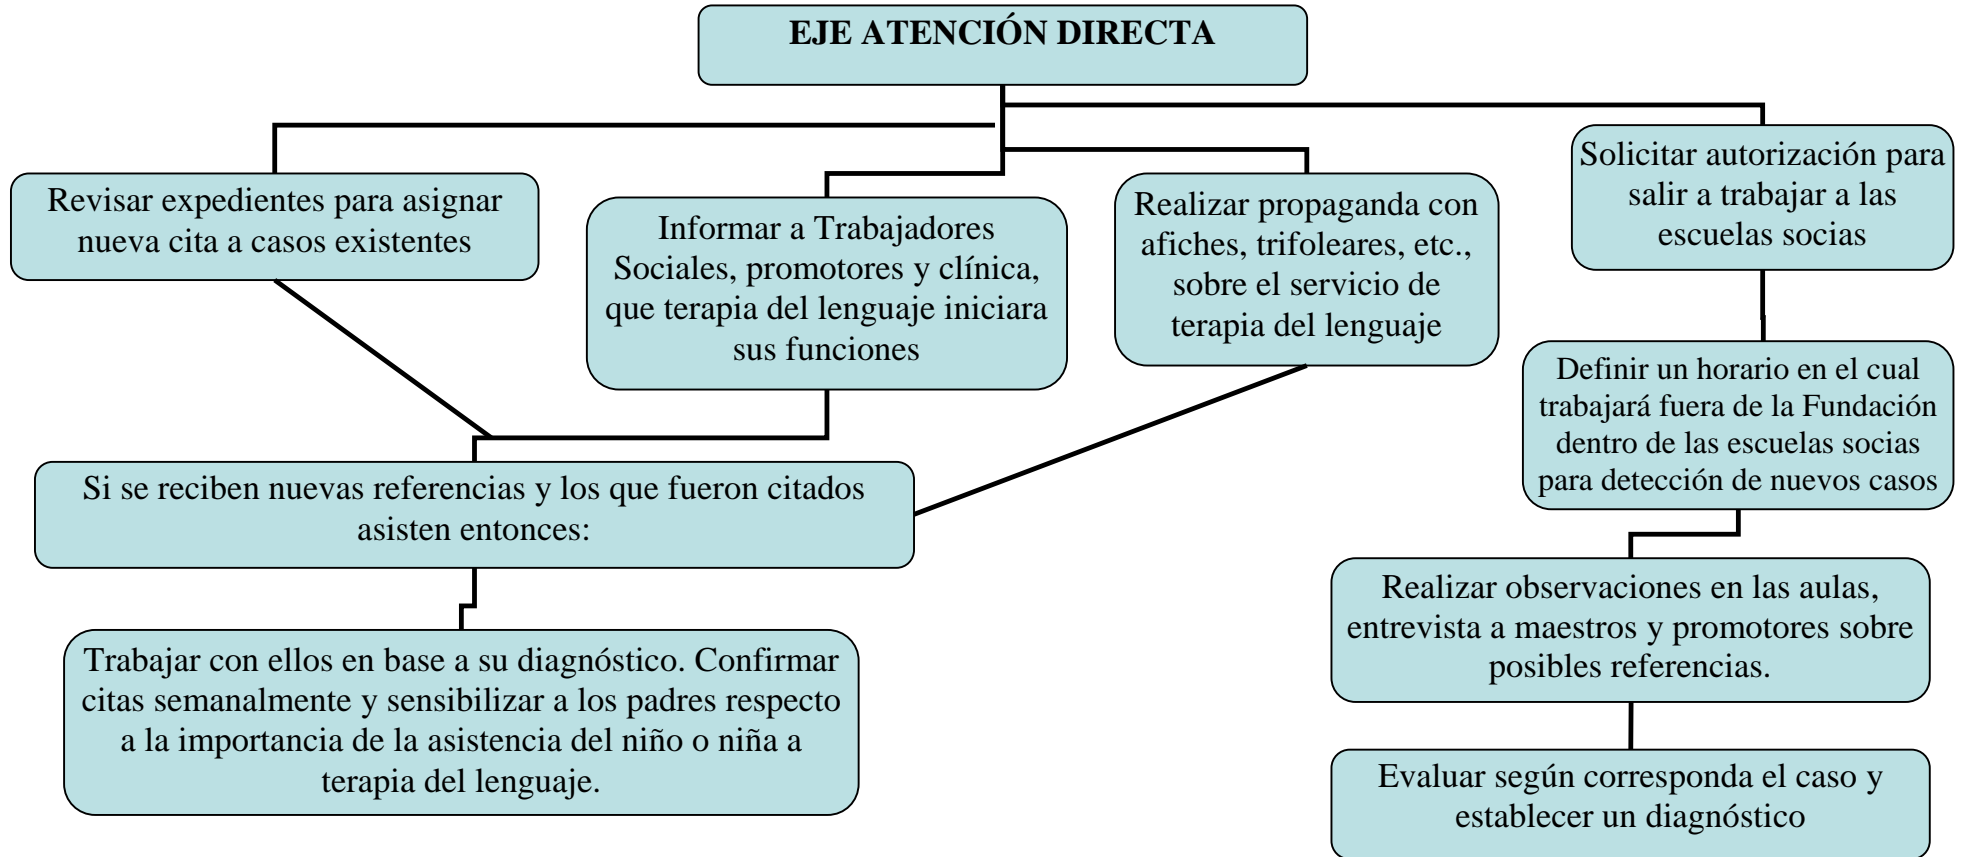 EJE ATENCIÓN DIRECTA
Revisar expedientes para asignar
nueva cita a casos existentes
Informar a Trabajadores
Sociales, promotores y clínica,
que terapia del lenguaje iniciara
sus funciones
Realizar propaganda con
afiches, trifoleares, etc.,
sobre el servicio de
terapia del lenguaje
Solicitar autorización para
salir a trabajar a las
escuelas socias
Definir un horario en el cual
trabajará fuera de la Fundación
dentro de las escuelas socias
para detección de nuevos casos
Si se reciben nuevas referencias y los que fueron citados
asisten entonces:
Realizar observaciones en las aulas,
entrevista a maestros y promotores sobre
posibles referencias.
Trabajar con ellos en base a su diagnóstico. Confirmar
citas semanalmente y sensibilizar a los padres respecto
a la importancia de la asistencia del niño o niña a
terapia del lenguaje.
Evaluar según corresponda el caso y
establecer un diagnóstico